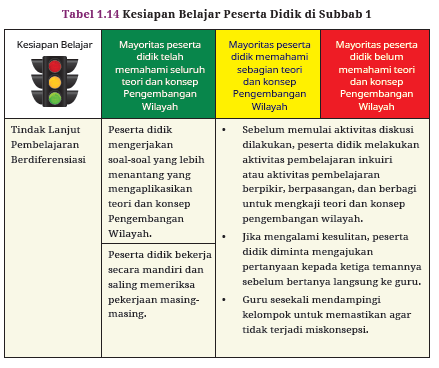 Tabel 1.14 Kesiapan Belajar Peserta Didik di Subbab 1
Kesiapan Belajar
Mayoritas peserta
didik telah
memahami seluruh
teori dan konsep
Pengembangan
Wilayah
Mayoritas peserta
didik memahami
sebagian teori
dan konsep
Pengembangan
Wilayah
Mayoritas peserta
didik belum
memahami teori
dan konsep
Pengembangan
Wilayah
Tindak Lanjut
Pembelajaran
Berdiferensiasi
Peserta didik
mengerjakan
soal-soal yang lebih
menantang yang
mengaplikasikan
teori dan konsep
Pengembangan
Wilayah.
Peserta didik bekerja
secara mandiri dan
saling memeriksa
pekerjaan masing-
masing.
• Sebelum memulai aktivitas diskusi
dilakukan, peserta didik melakukan
aktivitas pembelajaran inkuiri
atau aktivitas pembelajaran
berpikir, berpasangan, dan berbagi
untuk mengkaji teori dan konsep
pengembangan wilayah.
• Jika mengalami kesulitan, peserta
didik diminta mengajukan
pertanyaan kepada ketiga temannya
sebelum bertanya langsung ke guru.
• Guru sesekali mendampingi
kelompok untuk memastikan agar
tidak terjadi miskonsepsi.